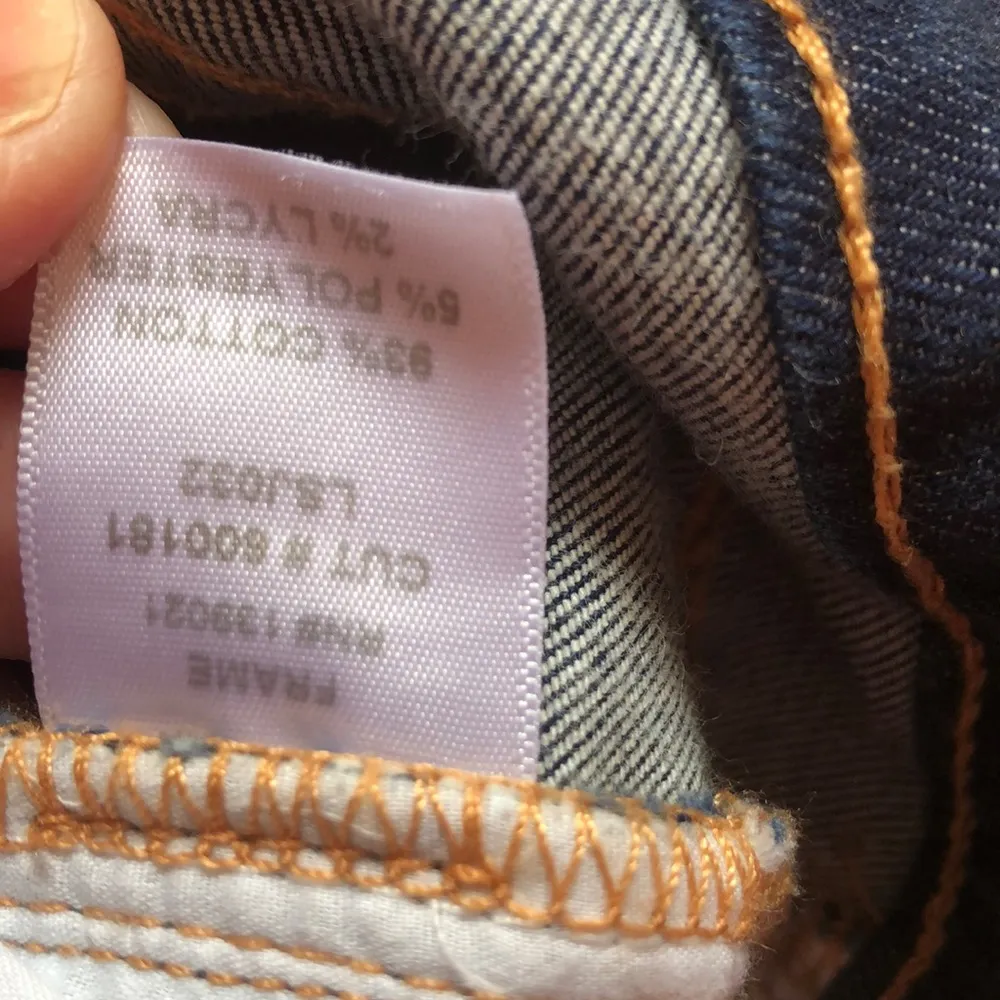 FRAME
RN# 139021
CUT # 600181
LSJ032
93% COTTON
5% POLYESTER
2% LYCRA